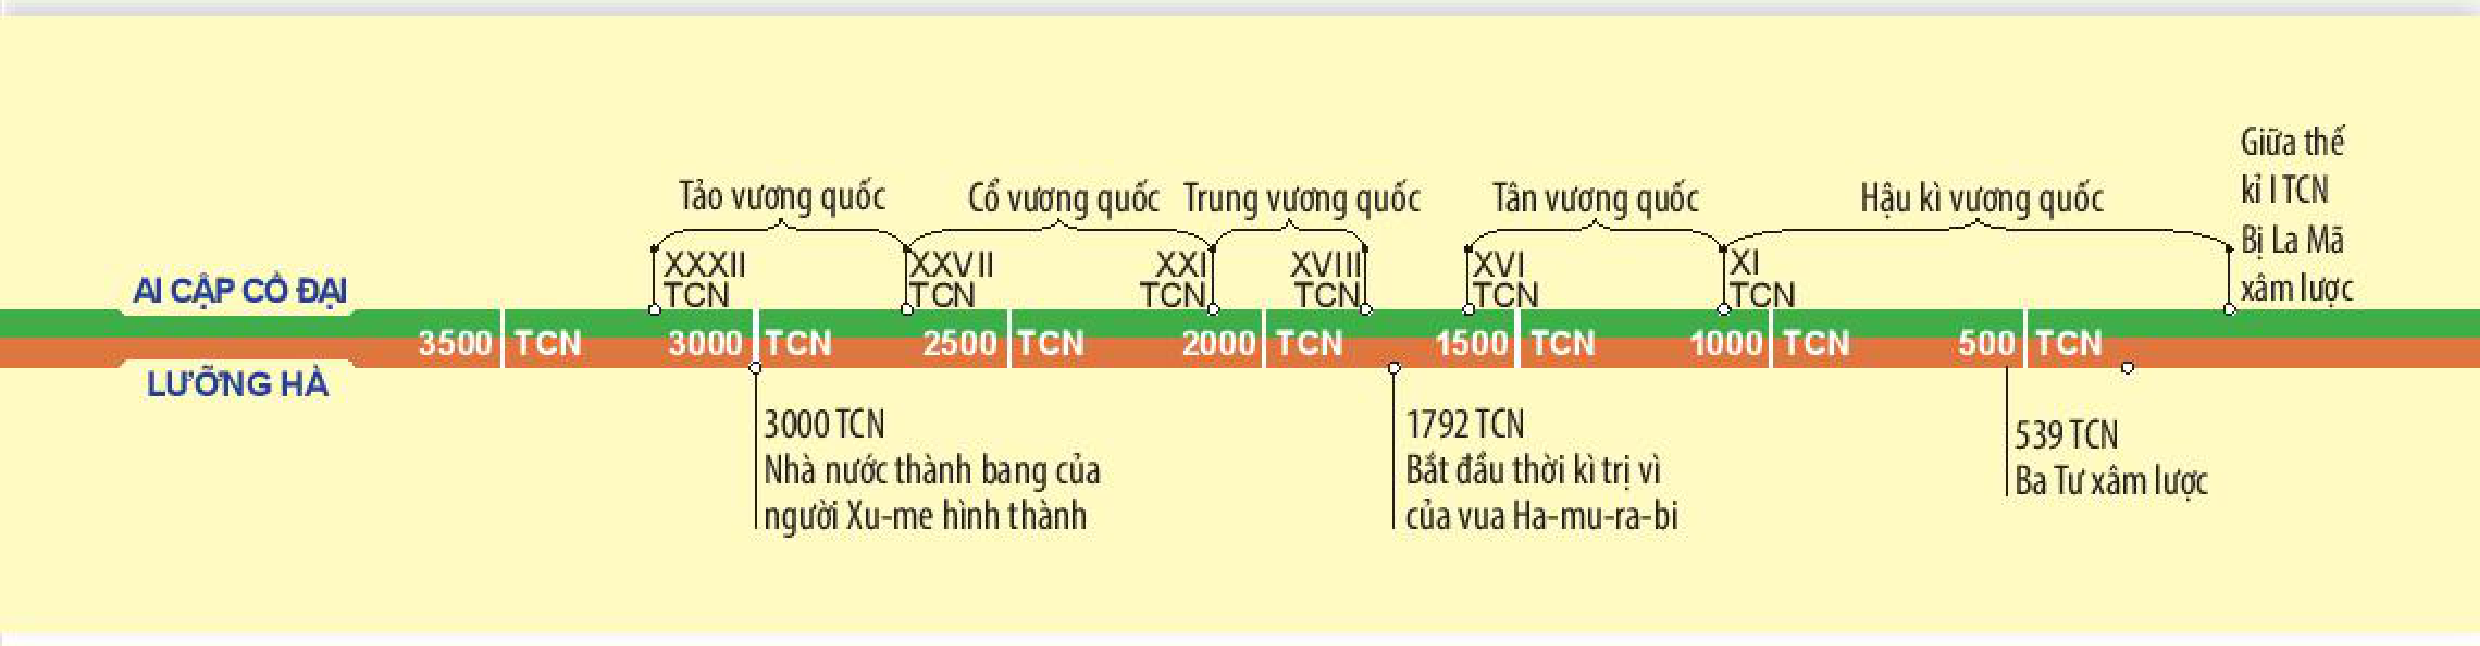 Giữa thế
kỉ I TCN
Bị La Mã
xâm lược
Tảo vương quốc
Cổ vương quốc
Trung vương quốc
Tân vương quốc
Hậu kì vương quốc
XXXII
TCN
XXVII
TCN
XXI
TCN
XVIII
TCN
XVI
TCN
XI
TCN
AI CẬP CỔ ĐẠI
3500 TCN
3000 TCN
2500 TCN
2000 TCN
1500 TCN
1000 TCN
500 TCN
LƯỠNG HÀ
3000 TCN
Nhà nước thành bang của
người Xu-me hình thành
1792 TCN
Bắt đầu thời kì trị vì
của vua Ha-mu-ra-bi
539 TCN
Ba Tư xâm lược